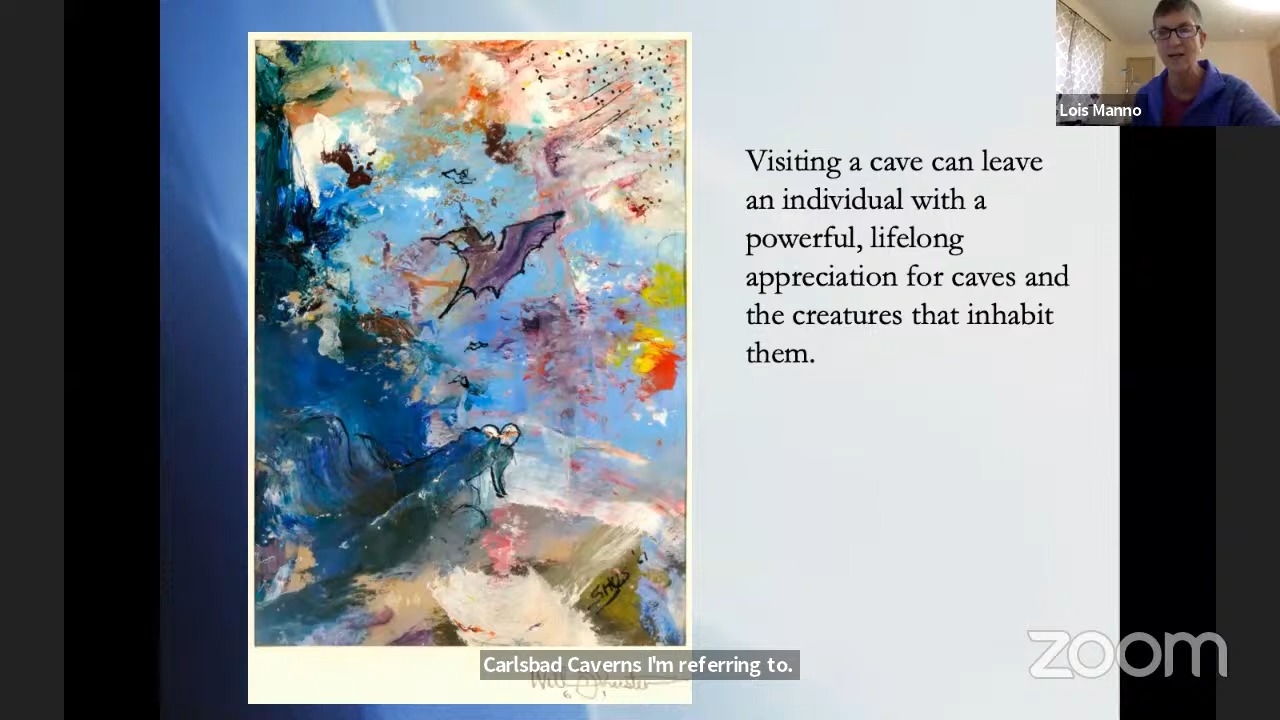 Lois Manno
Visiting a cave can leave
an individual with a
powerful, lifelong
appreciation for caves and
the creatures that inhabit
them.
Carlsbad Caverns I'm referring to.
zoom